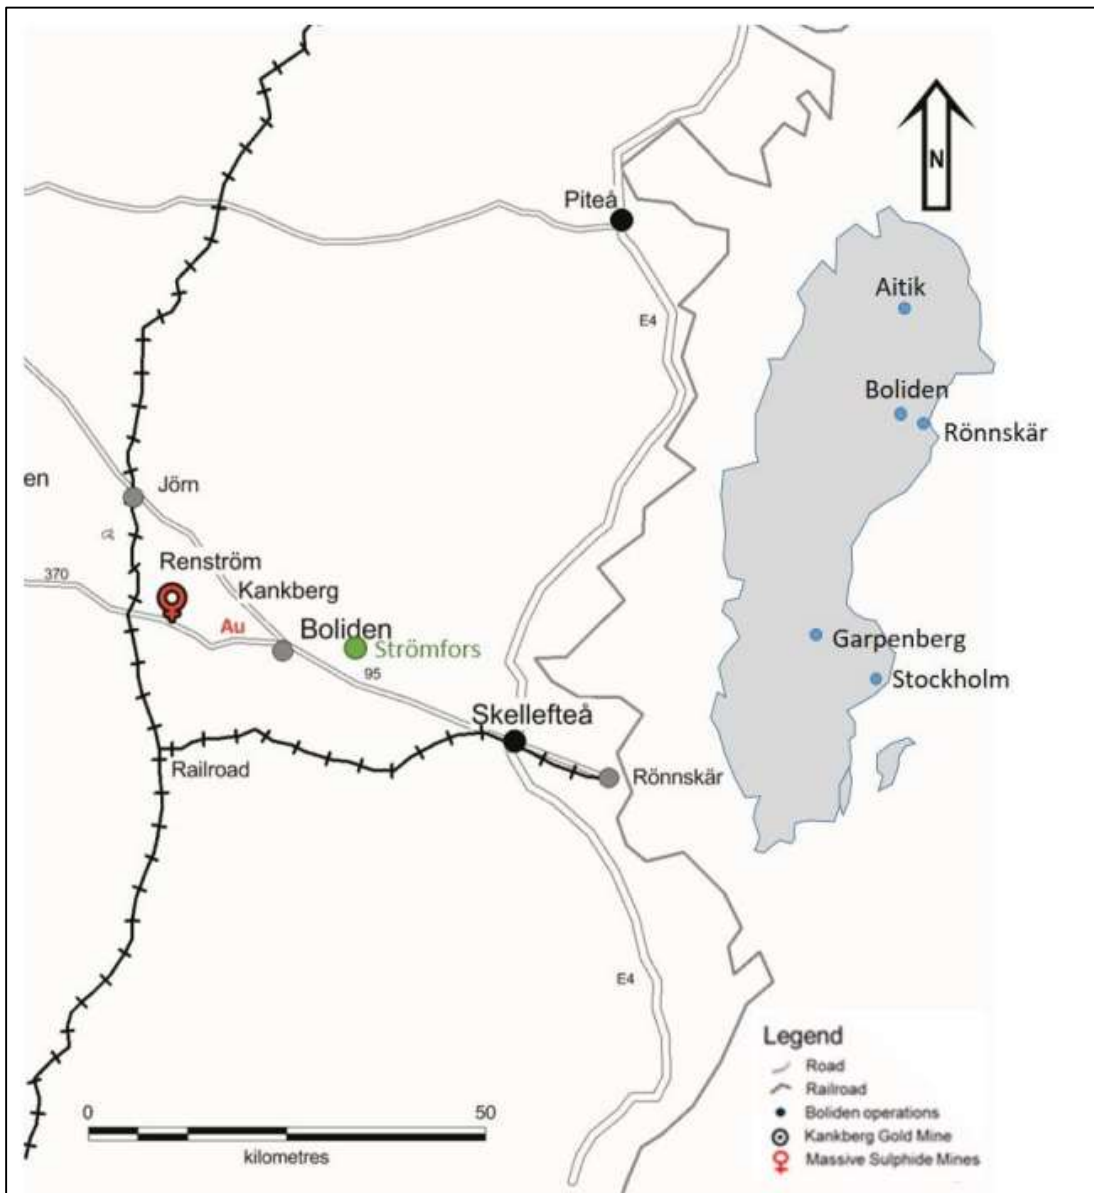 N
Piteå
Aitik
E4
Boliden
Rönnskär
en
Jörn
Renström
370
Kankberg
Au
Boliden
Strömfors
95
Garpenberg
Stockholm
Skellefteå
Railroad
Rönnskär
E4
Legend
Road
Railroad
Boliden operations
Kankberg Gold Mine
Massive Sulphide Mines
0
50
kilometres